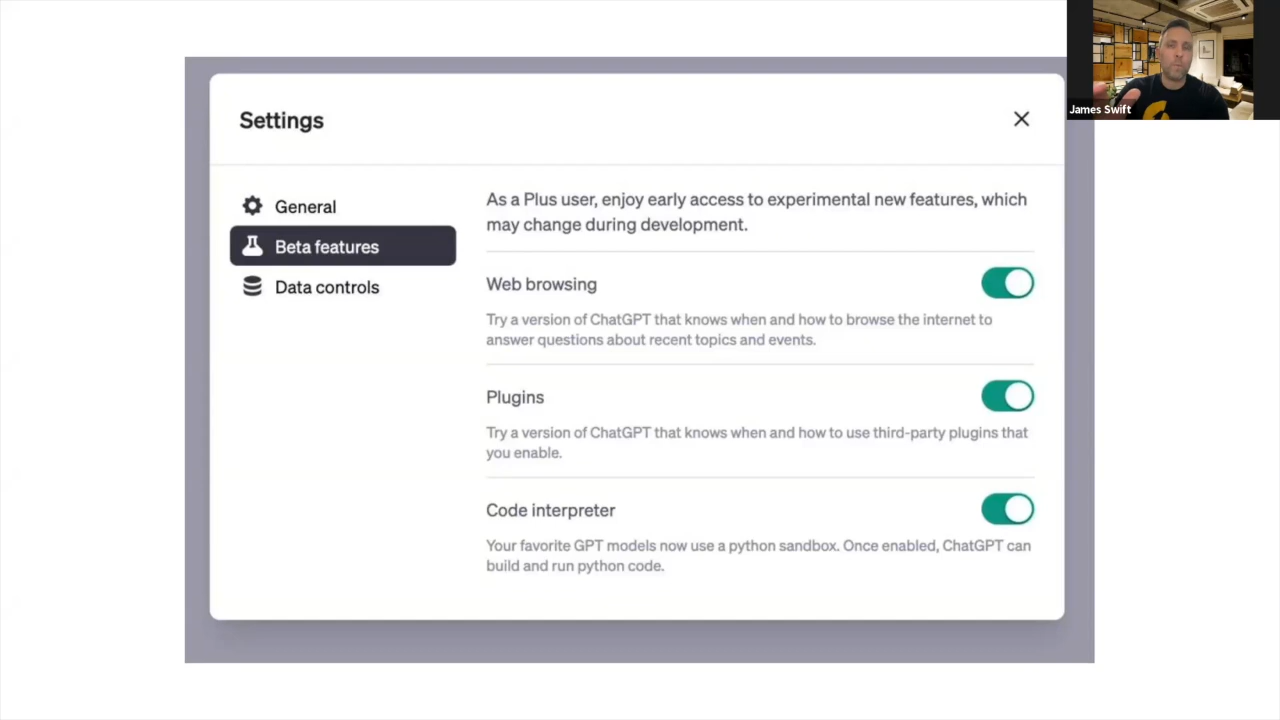 James Swift
Settings
General
Beta features
Data controls
As a Plus user, enjoy early access to experimental new features, which
may change during development.
Web browsing
Try a version of ChatGPT that knows when and how to browse the internet to
answer questions about recent topics and events.
Plugins
Try a version of ChatGPT that knows when and how to use third-party plugins that
you enable.
Code interpreter
Your favorite GPT models now use a python sandbox. Once enabled, ChatGPT can
build and run python code.